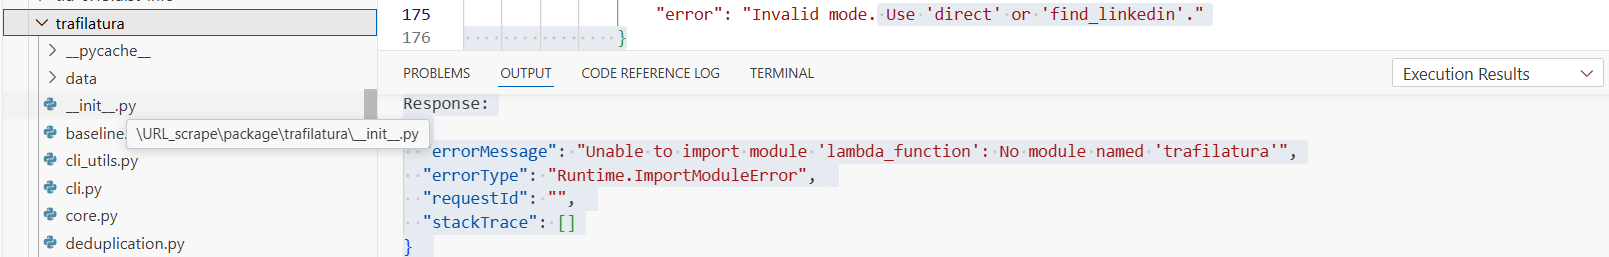 trafilatura
__pycache__
data
__init__.py
baseline.
\URL_scrape\package\trafilatura\__init__.py
cli_utils.py
cli.py
core.py
deduplication.py
175 "error": "Invalid mode. Use 'direct' or 'find_linkedin'."
176 }
PROBLEMS OUTPUT CODE REFERENCE LOG TERMINAL Execution Results
Response:
"errorMessage": "Unable to import module 'lambda_function': No module named 'trafilatura'",
"errorType": "Runtime.ImportModuleError",
"requestId": "",
"stackTrace": []
}